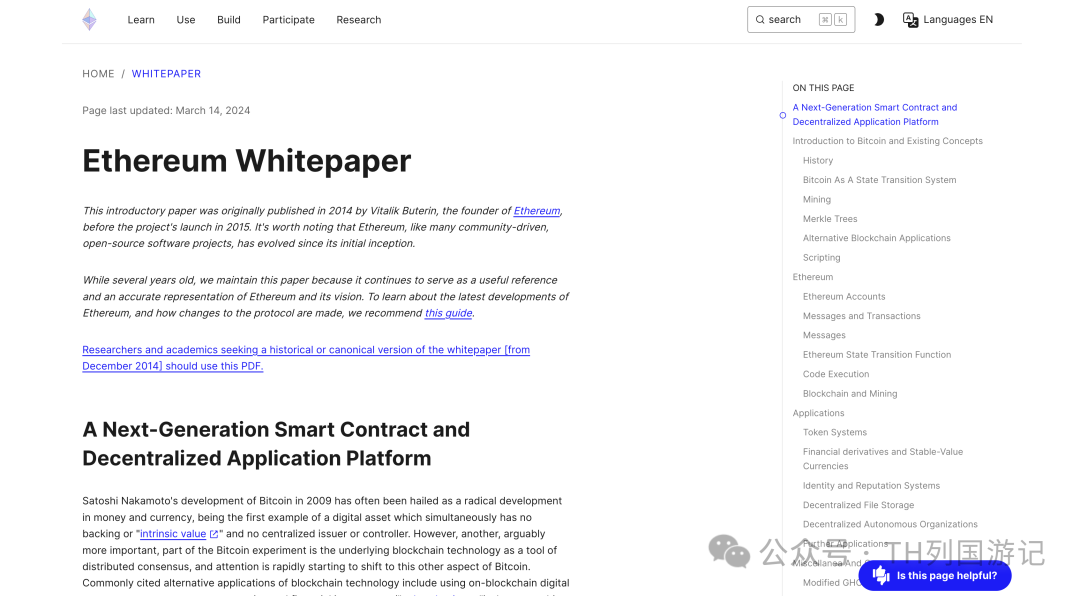 Learn Use Build Participate Research search ⌘ k Languages EN
HOME / WHITEPAPER
Page last updated: March 14, 2024
Ethereum Whitepaper
This introductory paper was originally published in 2014 by Vitalik Buterin, the founder of Ethereum,
before the project's launch in 2015. It's worth noting that Ethereum, like many community-driven,
open-source software projects, has evolved since its initial inception.
While several years old, we maintain this paper because it continues to serve as a useful reference
and an accurate representation of Ethereum and its vision. To learn about the latest developments of
Ethereum, and how changes to the protocol are made, we recommend this guide.
Researchers and academics seeking a historical or canonical version of the whitepaper [from
December 2014] should use this PDF.
A Next-Generation Smart Contract and
Decentralized Application Platform
Satoshi Nakamoto's development of Bitcoin in 2009 has often been hailed as a radical development
in money and currency, being the first example of a digital asset which simultaneously has no
backing or "intrinsic value" and no centralized issuer or controller. However, another, arguably
more important, part of the Bitcoin experiment is the underlying blockchain technology as a tool of
distributed consensus, and attention is rapidly starting to shift to this other aspect of Bitcoin.
Commonly cited alternative applications of blockchain technology include using on-blockchain digital
ON THIS PAGE
A Next-Generation Smart Contract and
Decentralized Application Platform
Introduction to Bitcoin and Existing Concepts
History
Bitcoin As A State Transition System
Mining
Merkle Trees
Alternative Blockchain Applications
Scripting
Ethereum
Ethereum Accounts
Messages and Transactions
Messages
Ethereum State Transition Function
Code Execution
Blockchain and Mining
Applications
Token Systems
Financial derivatives and Stable-Value
Currencies
Identity and Reputation Systems
Decentralized File Storage
Decentralized Autonomous Organizations
Further Applications
Miscellanea And
Modified
公众号：TH列国游记
Is this page helpful?